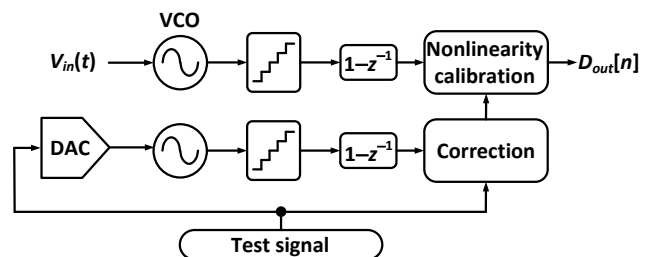 VCO
V_in(t)
1–z⁻¹
Nonlinearity
calibration
D_out[n]
DAC
1–z⁻¹
Correction
Test signal